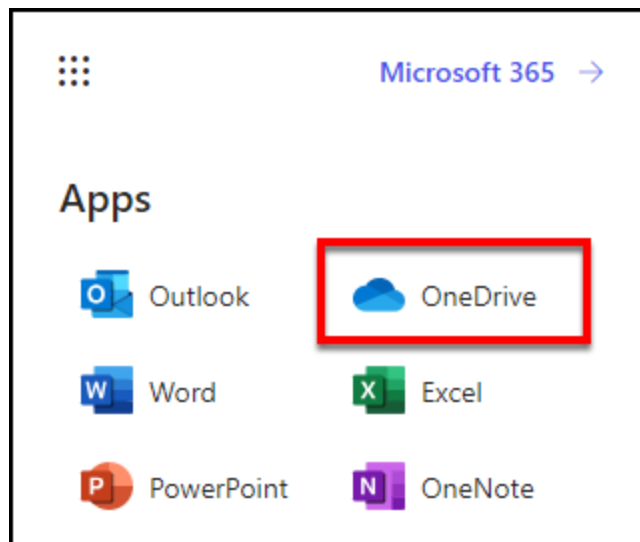 Microsoft 365 →
Apps
Outlook
OneDrive
Word
Excel
PowerPoint
OneNote